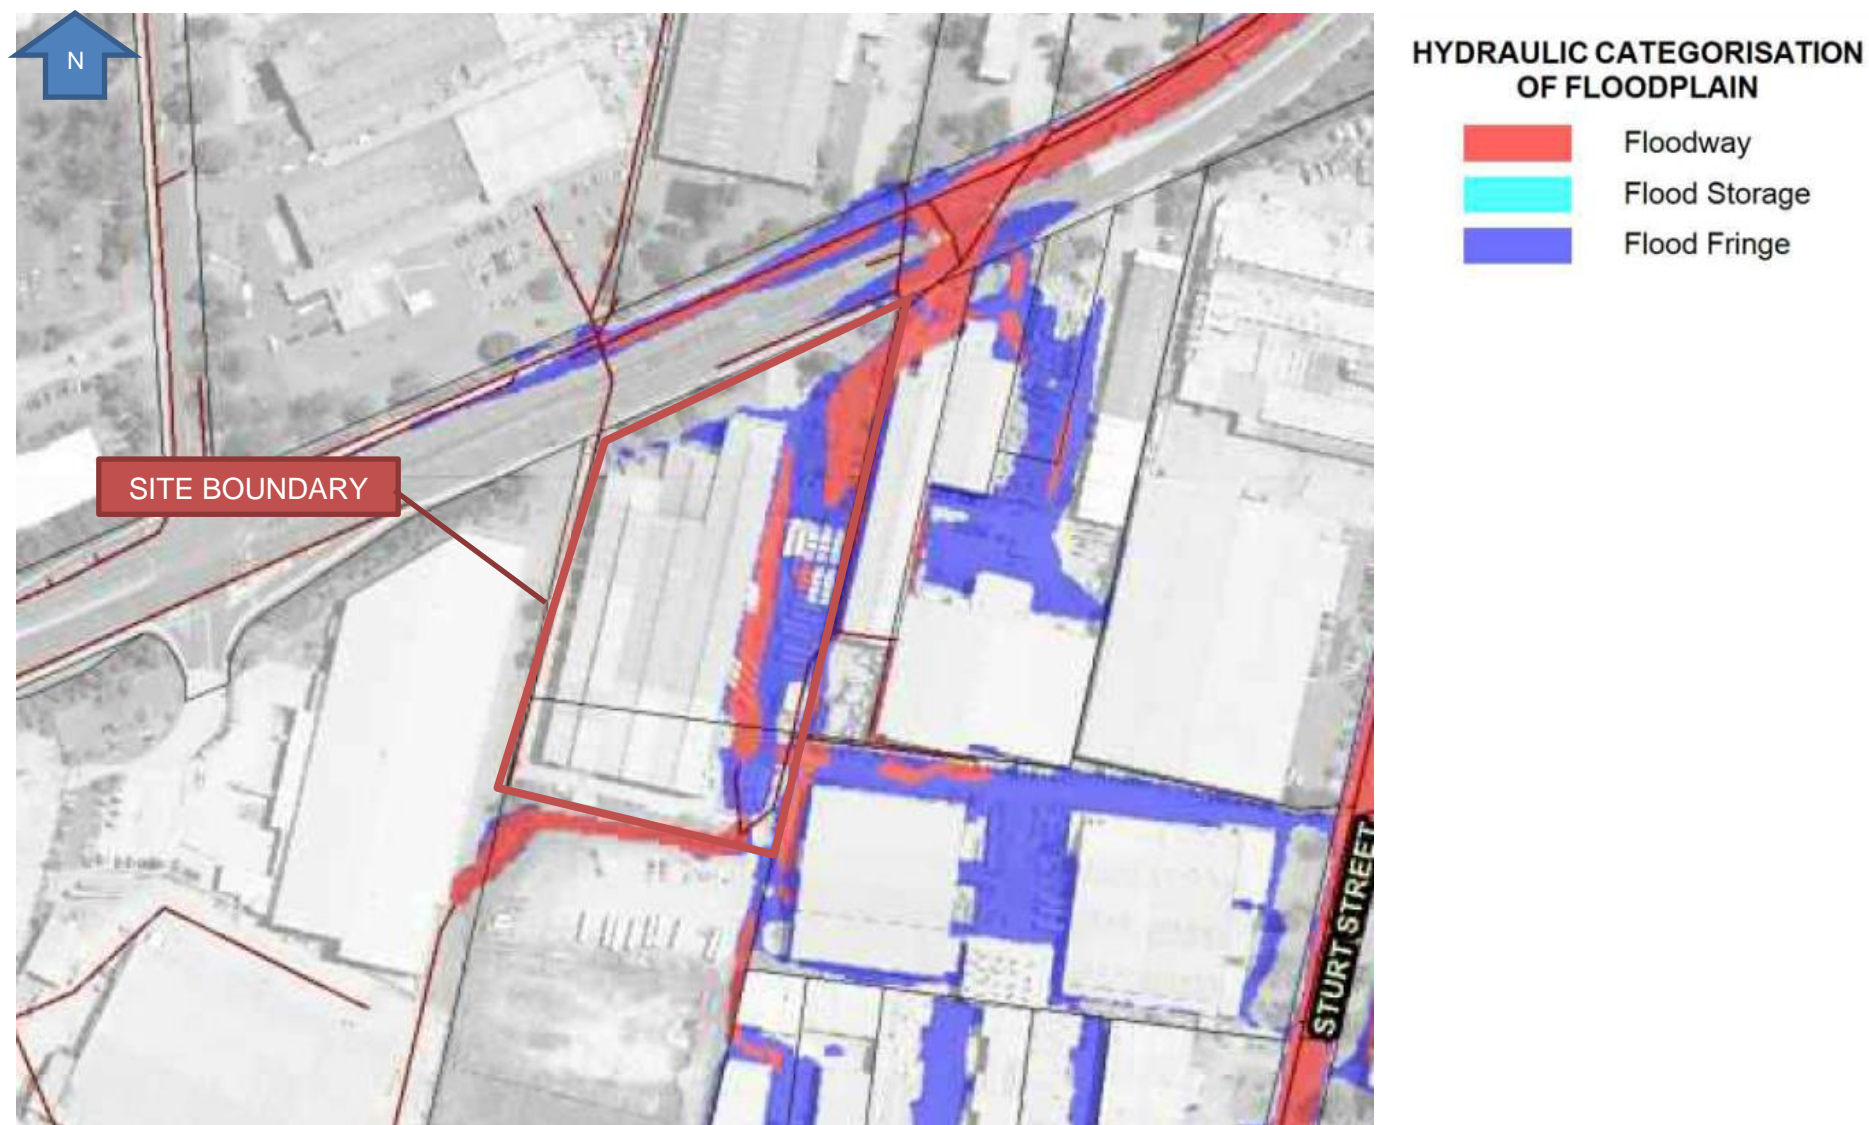 N
HYDRAULIC CATEGORISATION
OF FLOODPLAIN
Floodway
Flood Storage
Flood Fringe
SITE BOUNDARY
STURT STREET